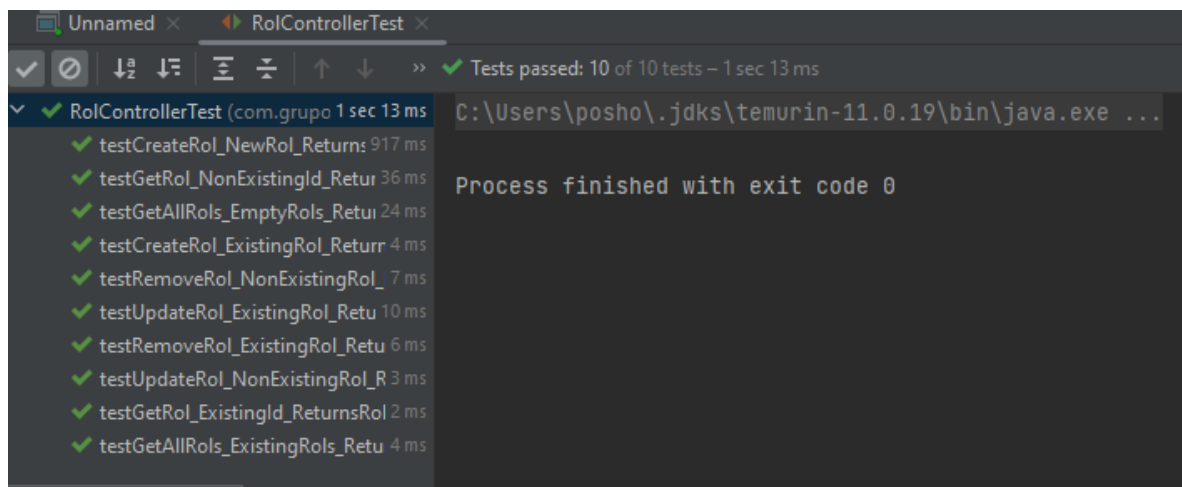 Unnamed × RolControllerTest ×
» Tests passed: 10 of 10 tests – 1 sec 13 ms
RolControllerTest (com.grupo 1 sec 13 ms
testCreateRol_NewRol_Returns 917 ms
testGetRol_NonExistingId_Retur 36 ms
testGetAllRols_EmptyRols_Retu 24 ms
testCreateRol_ExistingRol_Return 4 ms
testRemoveRol_NonExistingRol_ 7 ms
testUpdateRol_ExistingRol_Retu 10 ms
testRemoveRol_ExistingRol_Retu 6 ms
testUpdateRol_NonExistingRol_R 3 ms
testGetRol_ExistingId_ReturnsRol 2 ms
testGetAllRols_ExistingRols_Retu 4 ms
C:\Users\posho\.jdks\temurin-11.0.19\bin\java.exe ...
Process finished with exit code 0